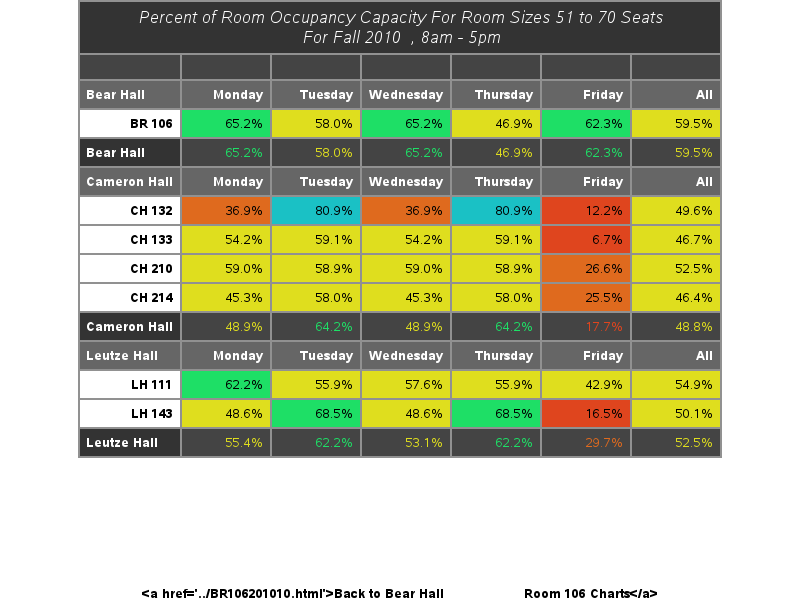 Percent of Room Occupancy Capacity For Room Sizes 51 to 70 Seats
For Fall 2010 , 8am - 5pm
Bear Hall Monday Tuesday Wednesday Thursday Friday All
BR 106 65.2% 58.0% 65.2% 46.9% 62.3% 59.5%
Bear Hall 65.2% 58.0% 65.2% 46.9% 62.3% 59.5%
Cameron Hall Monday Tuesday Wednesday Thursday Friday All
CH 132 36.9% 80.9% 36.9% 80.9% 12.2% 49.6%
CH 133 54.2% 59.1% 54.2% 59.1% 6.7% 46.7%
CH 210 59.0% 58.9% 59.0% 58.9% 26.6% 52.5%
CH 214 45.3% 58.0% 45.3% 58.0% 25.5% 46.4%
Cameron Hall 48.9% 64.2% 48.9% 64.2% 17.7% 48.8%
Leutze Hall Monday Tuesday Wednesday Thursday Friday All
LH 111 62.2% 55.9% 57.6% 55.9% 42.9% 54.9%
LH 143 48.6% 68.5% 48.6% 68.5% 16.5% 50.1%
Leutze Hall 55.4% 62.2% 53.1% 62.2% 29.7% 52.5%
<a href='../BR106201010.html'>Back to Bear Hall Room 106 Charts</a>